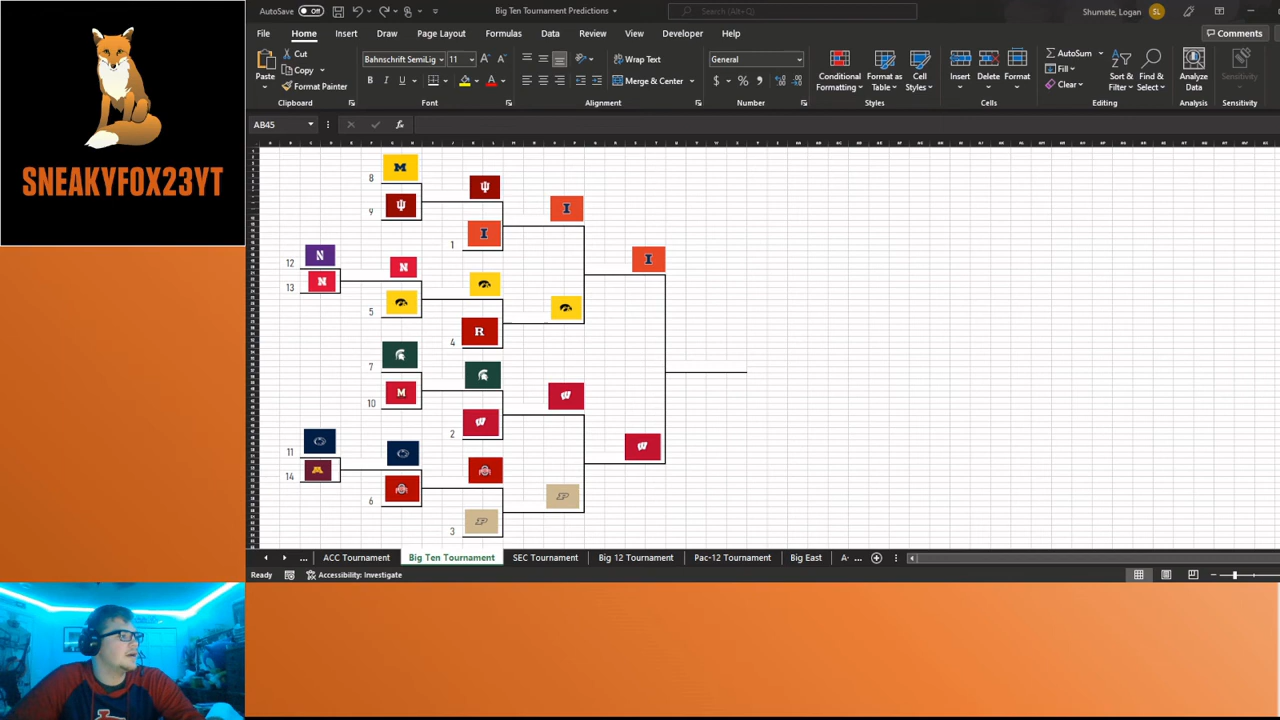 AutoSave Off Big Ten Tournament Predictions Search (Alt+Q) Shumate, Logan SL
File Home Insert Draw Page Layout Formulas Data Review View Developer Help Comments
Cut
Copy
Format Painter
Paste
Clipboard
Bahnschrift SemiLig 11
B I U A
Font
Wrap Text
Merge & Center
Alignment
General
$ % 9
Number
Conditional Formatting
Format as Table
Cell Styles
Styles
Insert Delete Format
Cells
AutoSum
Fill
Clear
Sort & Filter
Find & Select
Editing
Analyze Data
Analysis
Sensitivity
Sensitivity
AB45 fx
SNEAKYFOX23YT
8 M
9
I
1 I
I
12 N
13 N
N
5
R
4
7
10 M
W
2 W
W
11
14 M
6
P
3 P
... ACC Tournament Big Ten Tournament SEC Tournament Big 12 Tournament Pac-12 Tournament Big East A- ...
Ready Accessibility: Investigate